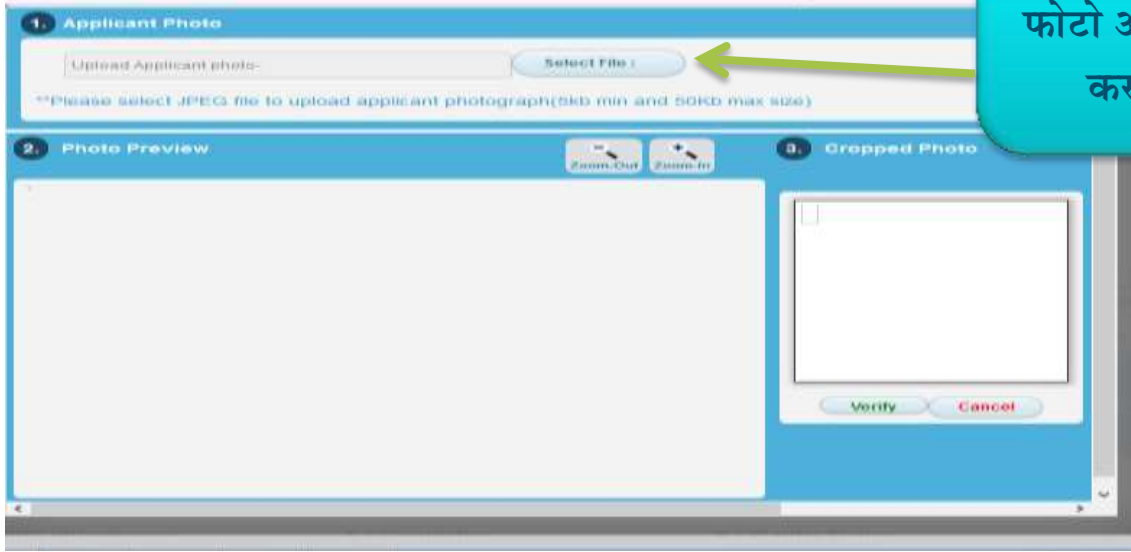 1. Applicant Photo
Upload Applicant photo-
Select File :
**Please select JPEG file to upload applicant photograph(5kb min and 50Kb max size)
फोटो
2. Photo Preview
Zoom-Out
Zoom-In
3. Cropped Photo
Verify
Cancel